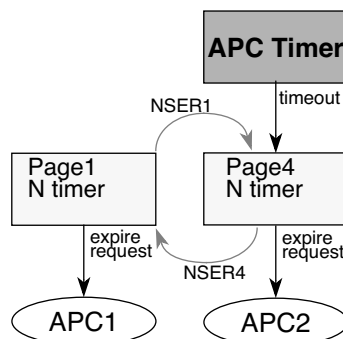 APC Timer
timeout
NSER1
Page1
N timer
Page4
N timer
expire
request
NSER4
expire
request
APC1
APC2